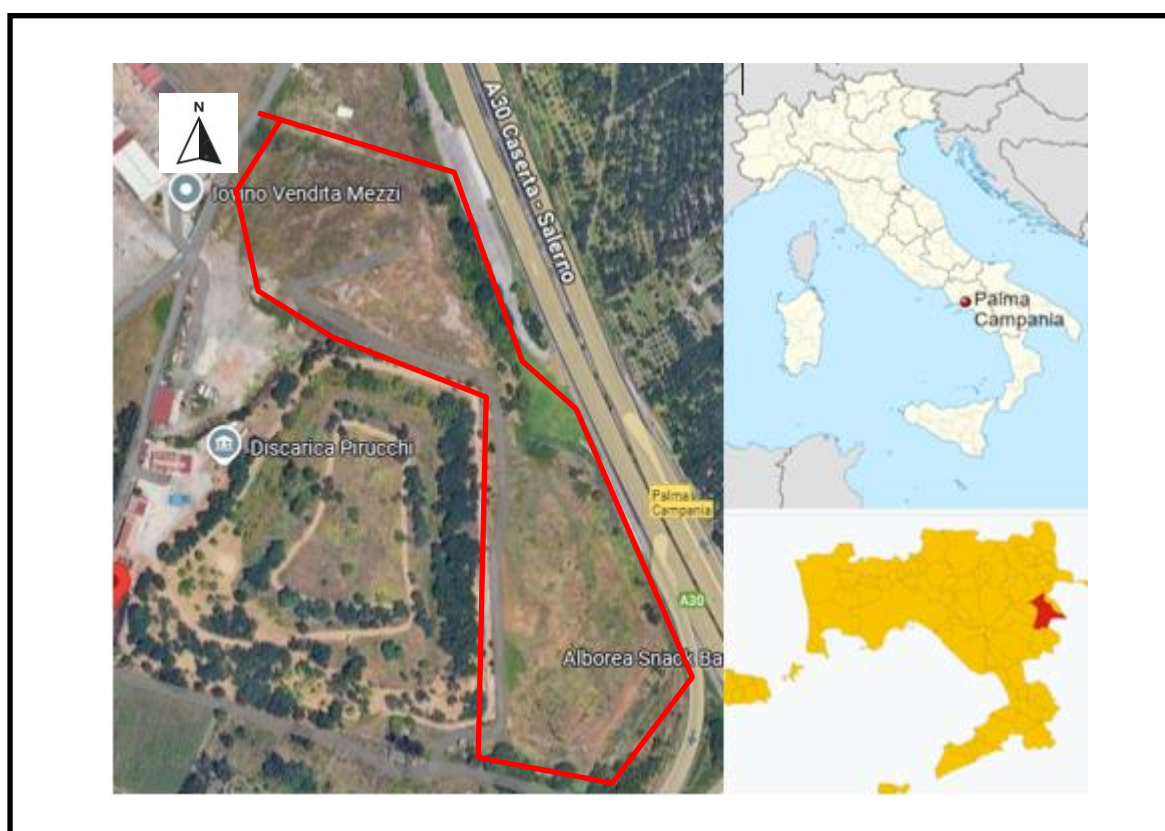 N
Iovino Vendita Mezzi
A30 Caserta - Salerno
Discarica Pirucchi
Palma
Campania
A30
Alborea Snack Ba
Palma
Campania